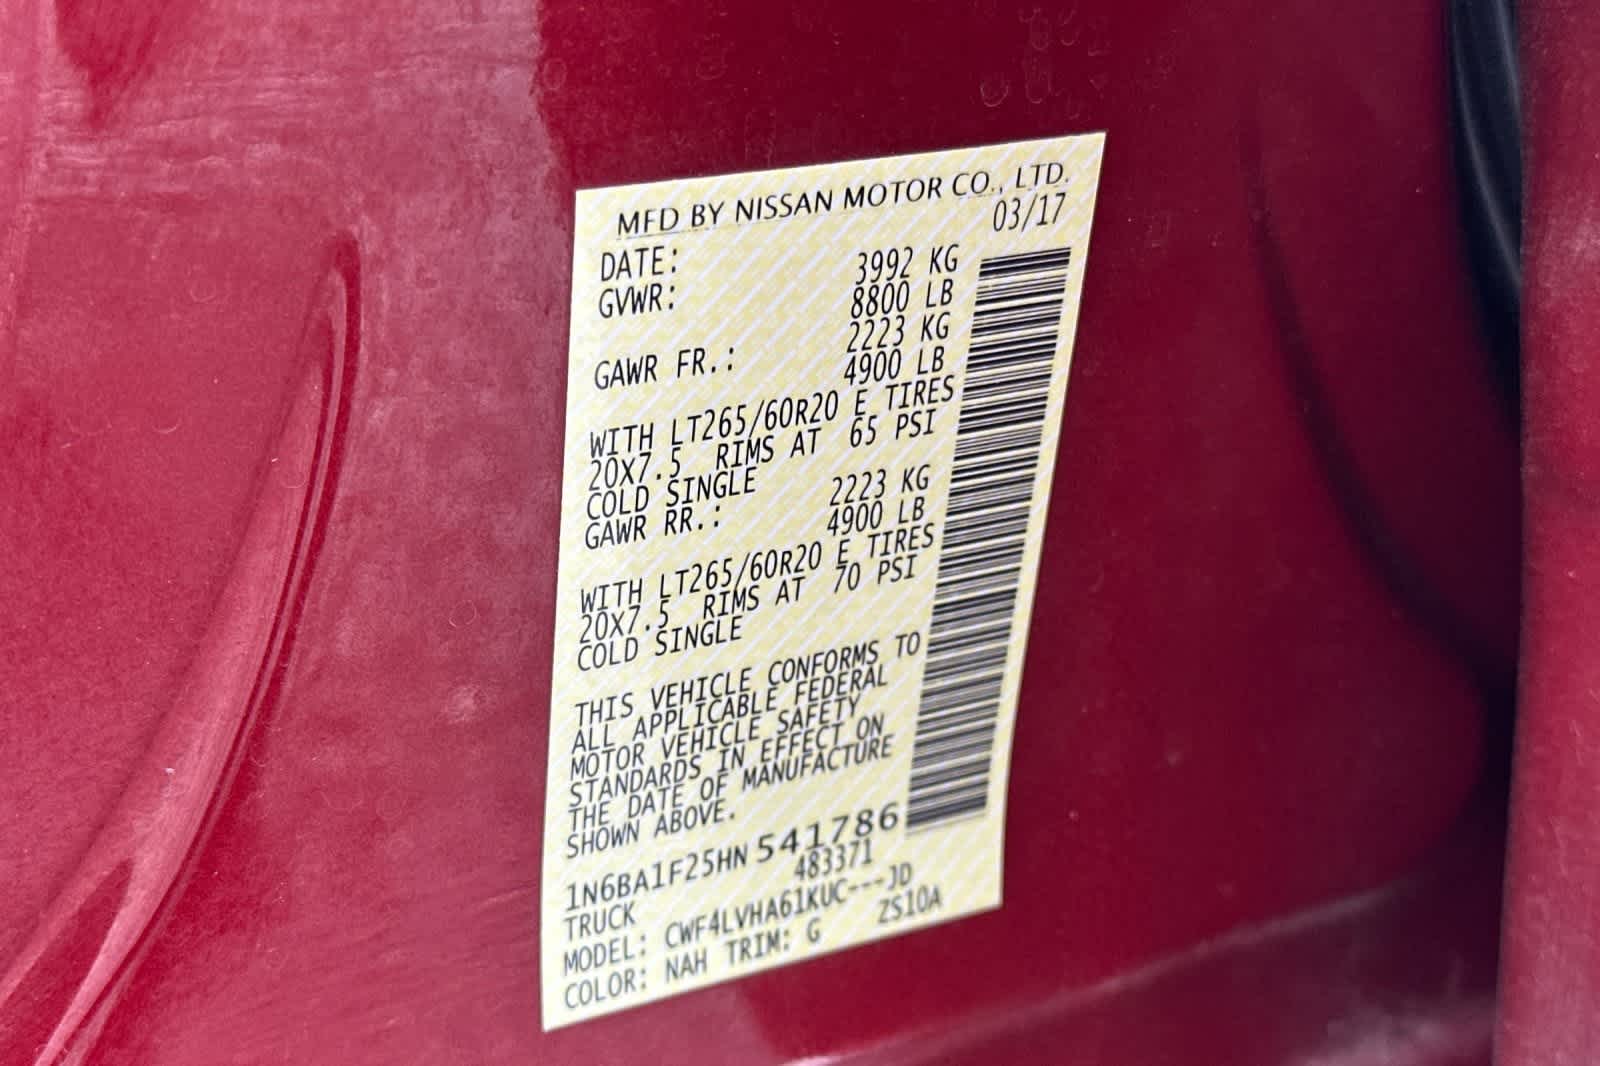 MFD BY NISSAN MOTOR CO., LTD.
DATE: 03/17
GVWR: 3992 KG
8800 LB
GAWR FR.: 2223 KG
4900 LB
WITH LT265/60R20 E TIRES
20X7.5 RIMS AT 65 PSI
COLD SINGLE
GAWR RR.: 2223 KG
4900 LB
WITH LT265/60R20 E TIRES
20X7.5 RIMS AT 70 PSI
COLD SINGLE
THIS VEHICLE CONFORMS TO
ALL APPLICABLE FEDERAL
MOTOR VEHICLE SAFETY
STANDARDS IN EFFECT ON
THE DATE OF MANUFACTURE
SHOWN ABOVE.
1N6BA1F25HN541786
TRUCK 483371
MODEL: CWF4LVHA61KUC---JD
COLOR: NAH TRIM: G ZS10A